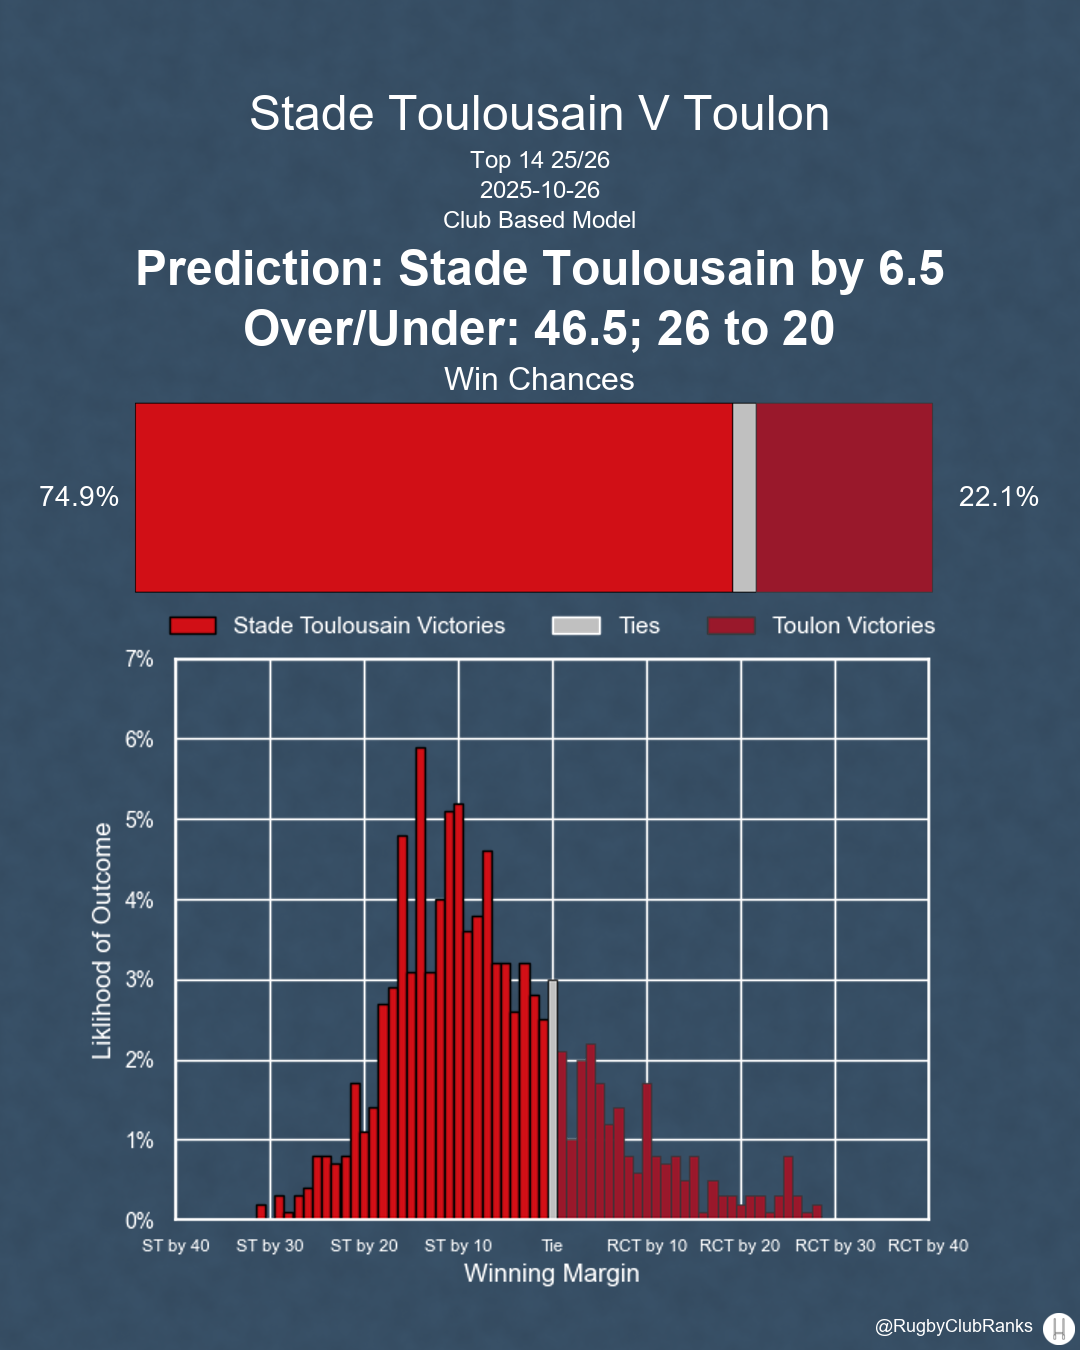 Stade Toulousain V Toulon
Top 14 25/26
2025-10-26
Club Based Model
Prediction: Stade Toulousain by 6.5
Over/Under: 46.5; 26 to 20
Win Chances
74.9%
22.1%
Stade Toulousain Victories
Ties
Toulon Victories
7%
6%
5%
4%
3%
2%
1%
0%
Liklihood of Outcome
ST by 40
ST by 30
ST by 20
ST by 10
Tie
RCT by 10
RCT by 20
RCT by 30
RCT by 40
Winning Margin
@RugbyClubRanks